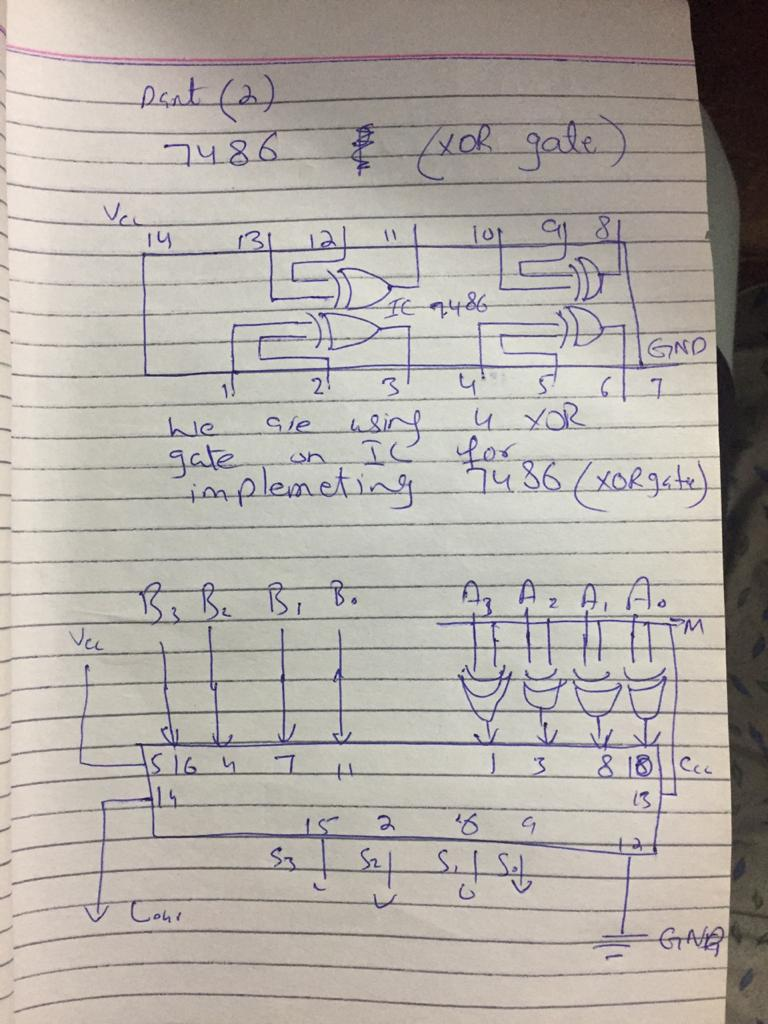 Part (2)
7486 (XOR gate)
Vcc
14 13 12 11 10 9 8
IC 7486
GND
1 2 3 4 5 6 7
We are using 4 XOR
gate on IC for
implemeting 7486 (XORgate)
B3 B2 B1 B0 A3 A2 A1 A0
Vcc M
5 16 4 7 11 1 3 8 10
14 13
15 2 6 9 12
S3 S2 S1 S0
Cout
GND